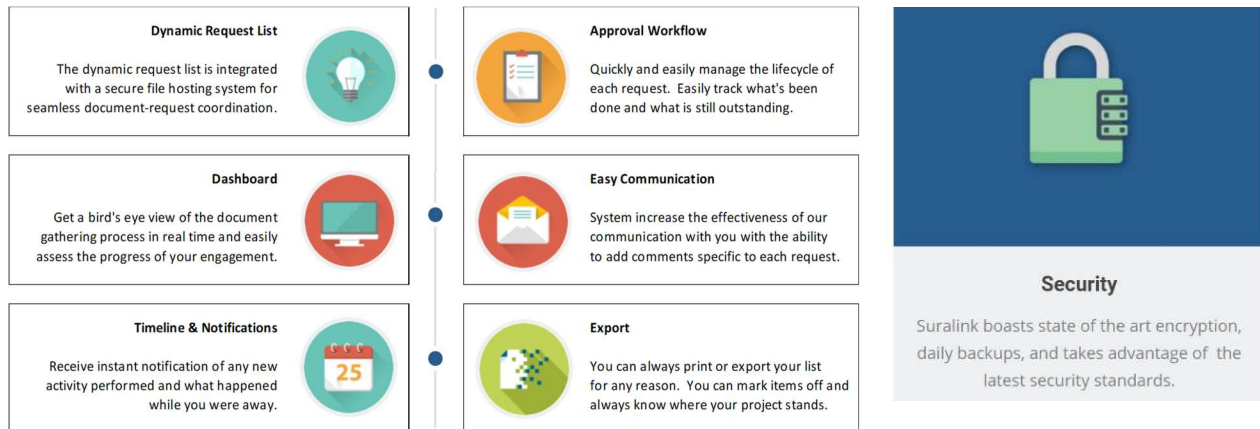 Dynamic Request List
The dynamic request list is integrated
with a secure file hosting system for
seamless document-request coordination.
Approval Workflow
Quickly and easily manage the lifecycle of
each request.  Easily track what's been
done and what is still outstanding.
Dashboard
Get a bird's eye view of the document
gathering process in real time and easily
assess the progress of your engagement.
Easy Communication
System increase the effectiveness of our
communication with you with the ability
to add comments specific to each request.
Timeline & Notifications
Receive instant notification of any new
activity performed and what happened
while you were away.
25
Export
You can always print or export your list
for any reason.  You can mark items off and
always know where your project stands.
Security
Suralink boasts state of the art encryption,
daily backups, and takes advantage of  the
latest security standards.